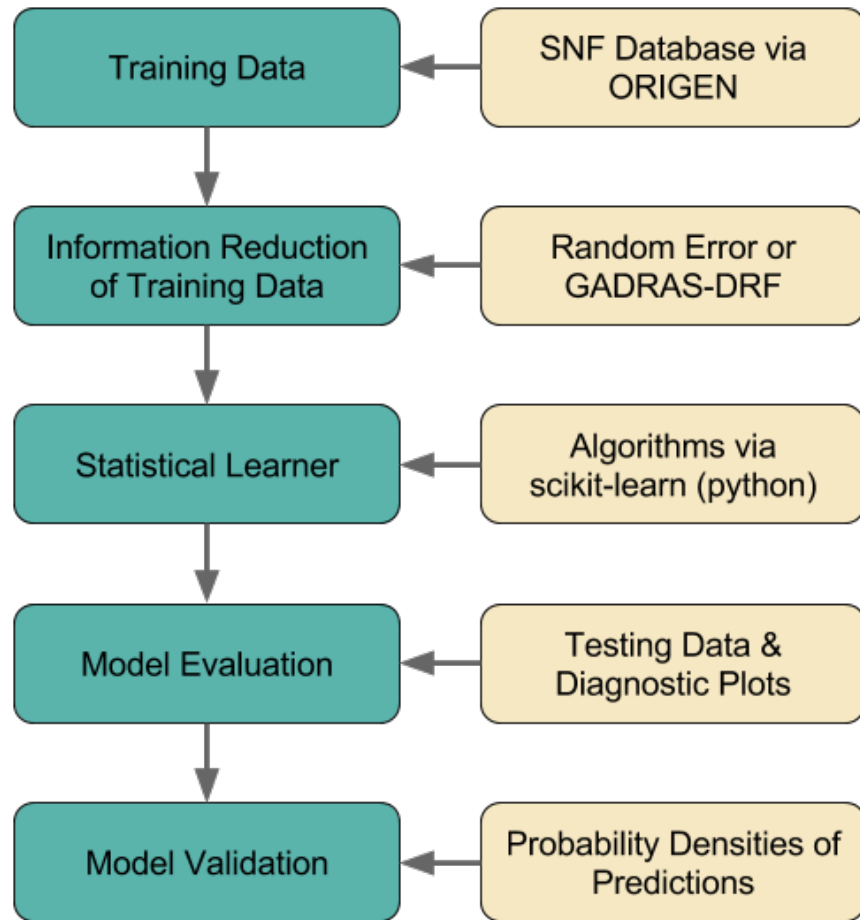 Training Data
SNF Database via
ORIGEN
Information Reduction
of Training Data
Random Error or
GADRAS-DRF
Statistical Learner
Algorithms via
scikit-learn (python)
Model Evaluation
Testing Data &
Diagnostic Plots
Model Validation
Probability Densities of
Predictions